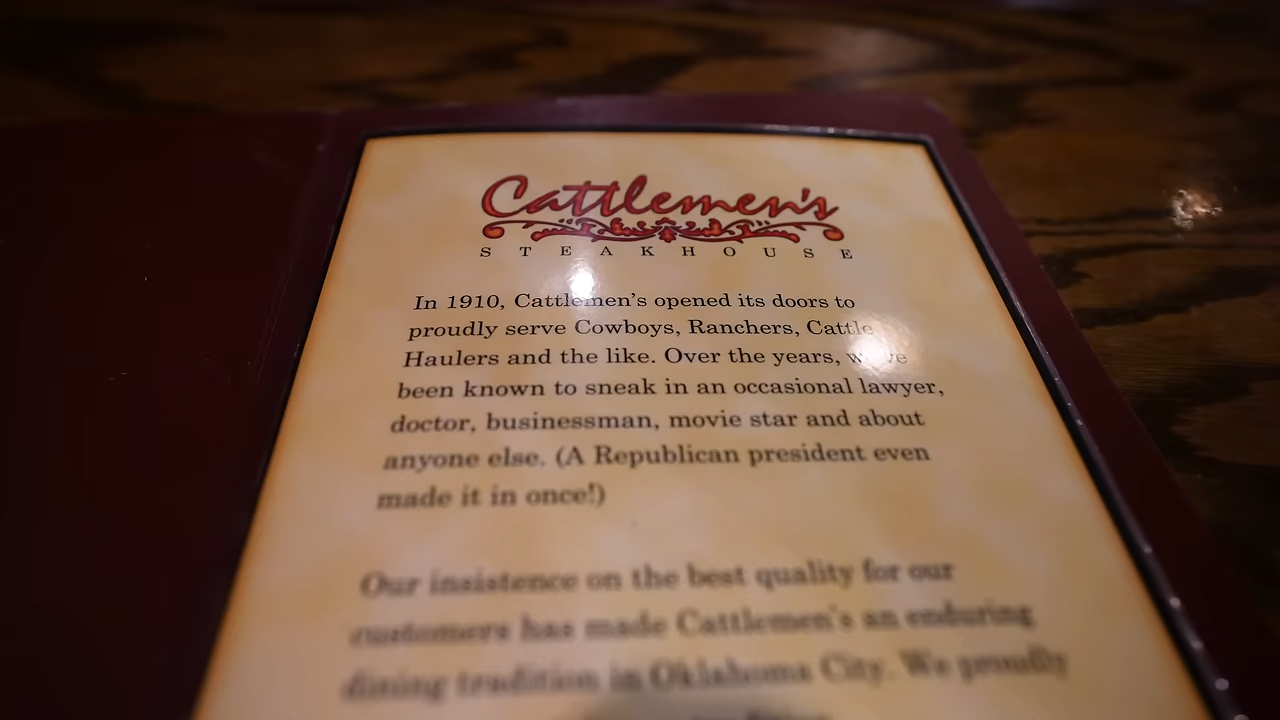 Cattlemen's
STEAKHOUSE
In 1910, Cattlemen's opened its doors to
proudly serve Cowboys, Ranchers, Cattle
Haulers and the like. Over the years, we've
been known to sneak in an occasional lawyer,
doctor, businessman, movie star and about
anyone else. (A Republican president even
made it in once!)
Our insistence on the best quality for our
customers has made Cattlemen's an enduring
dining tradition in Oklahoma City. We proudly